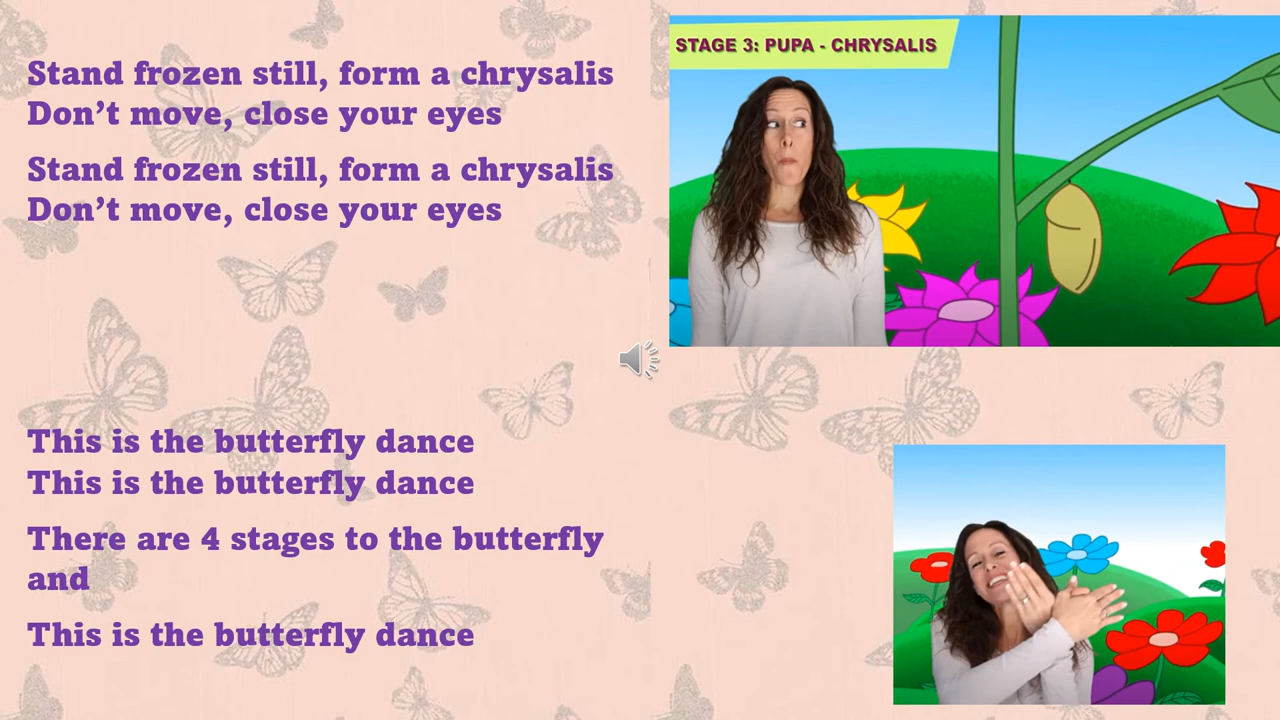 Stand frozen still, form a chrysalis
Don’t move, close your eyes
Stand frozen still, form a chrysalis
Don’t move, close your eyes
STAGE 3: PUPA - CHRYSALIS
This is the butterfly dance
This is the butterfly dance
There are 4 stages to the butterfly
and
This is the butterfly dance